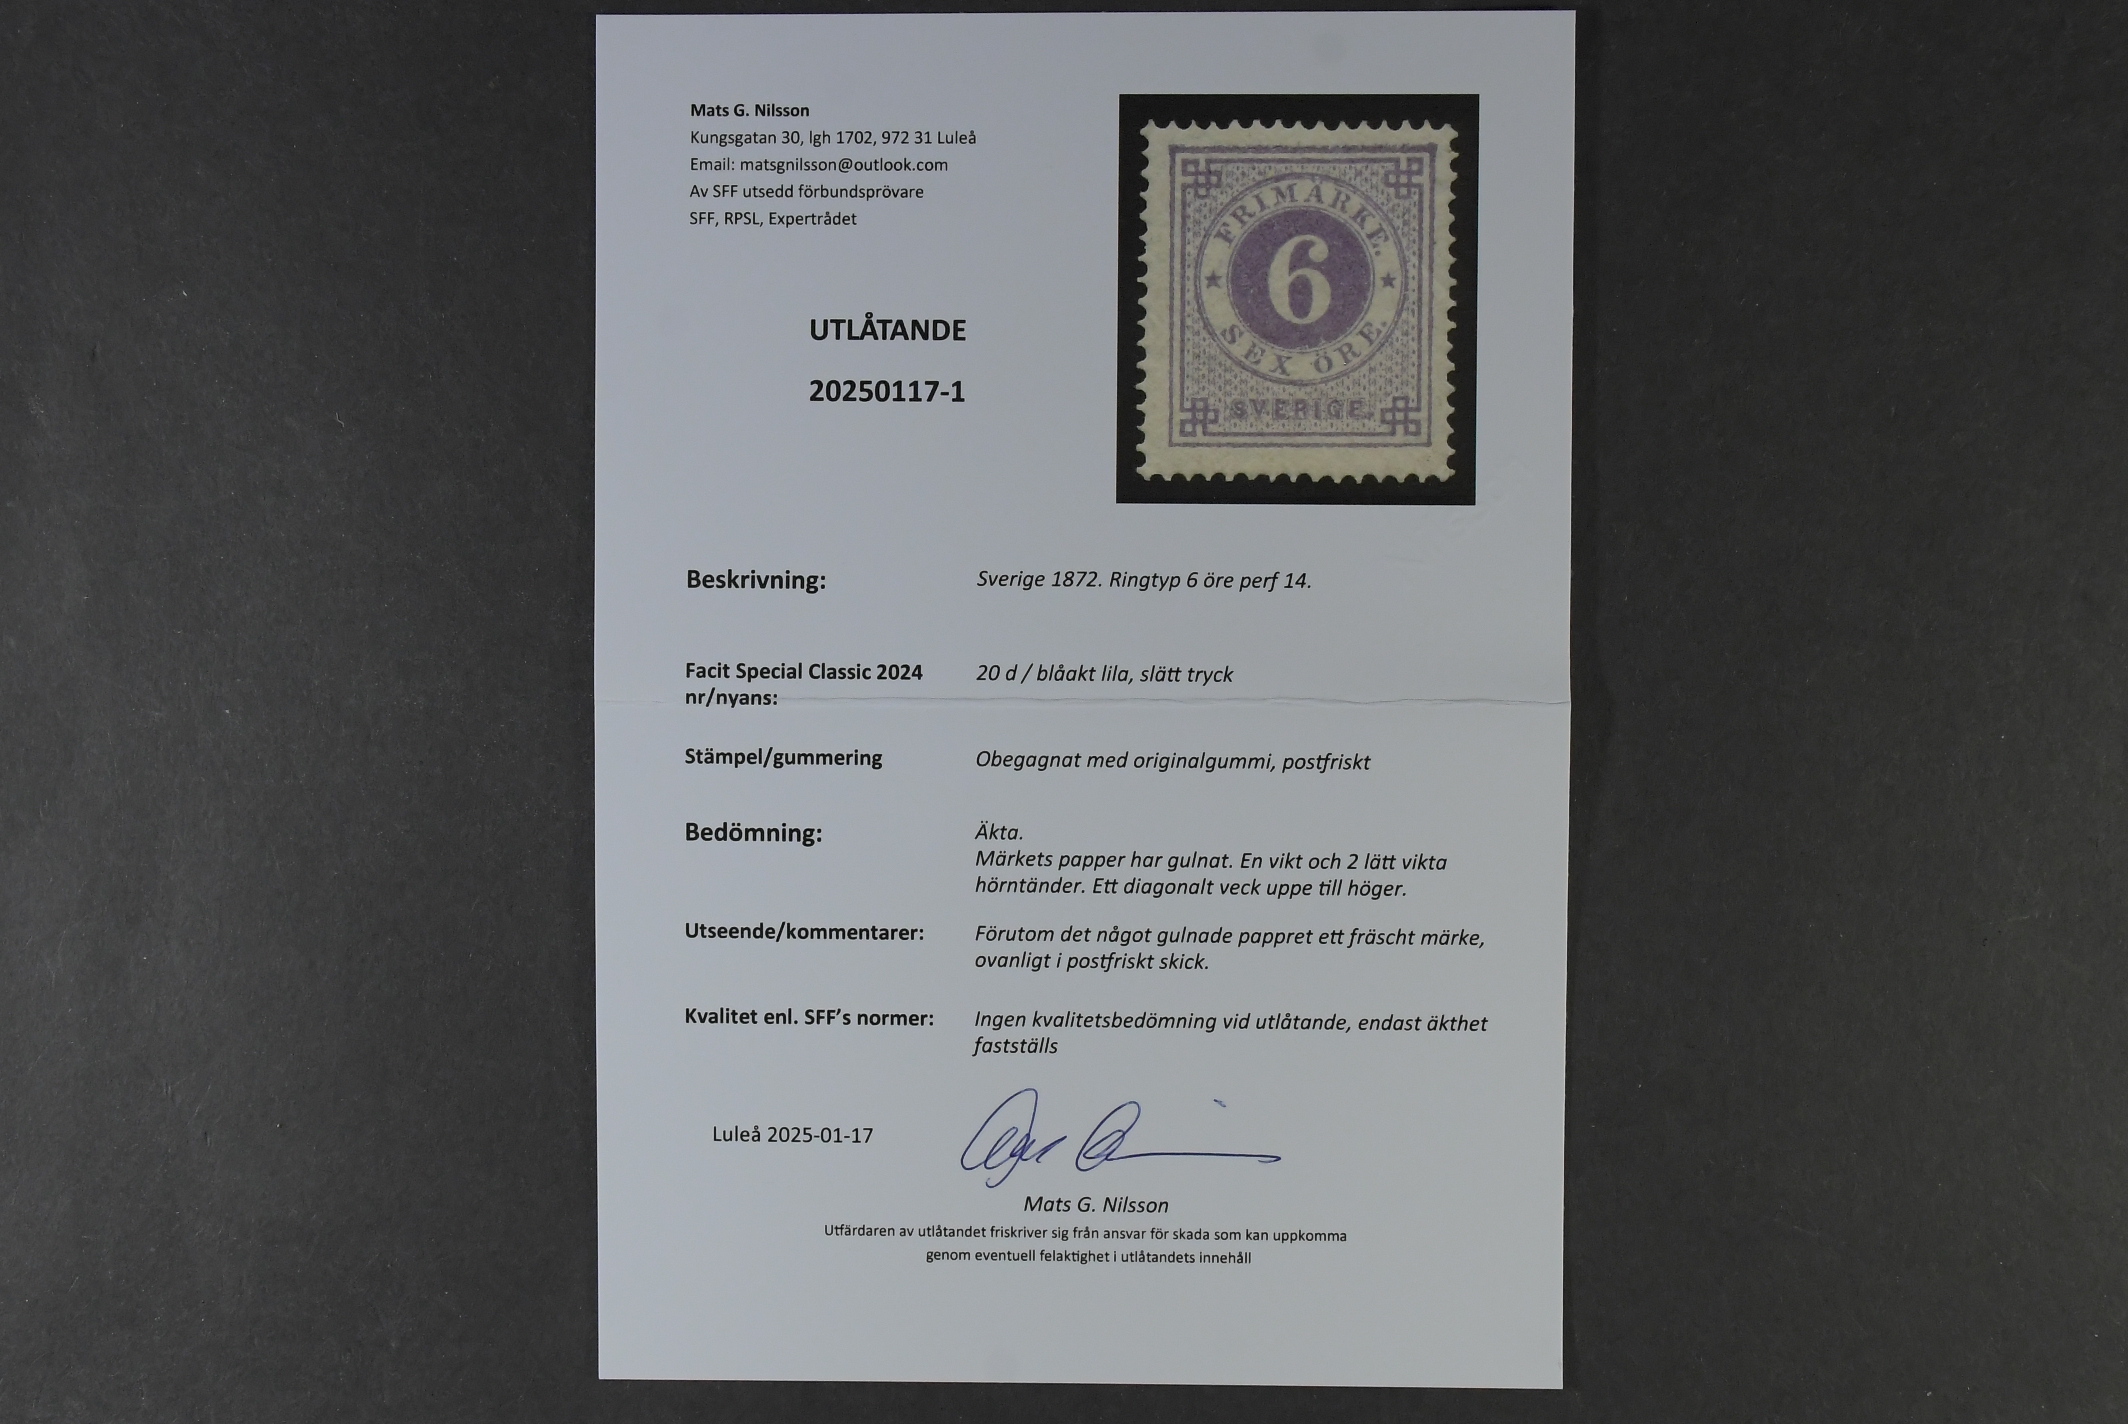 Mats G. Nilsson
Kungsgatan 30, lgh 1702, 972 31 Luleå
Email: matsgnilsson@outlook.com
Av SFF utsedd förbundsprövare
SFF, RPSL, Expertrådet
UTLÅTANDE
20250117-1
FRIMÄRKE.
6
SEX ÖRE.
SVERIGE.
Beskrivning: Sverige 1872. Ringtyp 6 öre perf 14.
Facit Special Classic 2024 20 d / blåakt lila, slätt tryck
nr/nyans:
Stämpel/gummering Obegagnat med originalgummi, postfriskt
Bedömning: Äkta.
Märkets papper har gulnat. En vikt och 2 lätt vikta
hörntänder. Ett diagonalt veck uppe till höger.
Utseende/kommentarer: Förutom det något gulnade pappret ett fräscht märke,
ovanligt i postfriskt skick.
Kvalitet enl. SFF's normer: Ingen kvalitetsbedömning vid utlåtande, endast äkthet
fastställs
Luleå 2025-01-17
Mats G. Nilsson
Utfärdaren av utlåtandet friskriver sig från ansvar för skada som kan uppkomma
genom eventuell felaktighet i utlåtandets innehåll